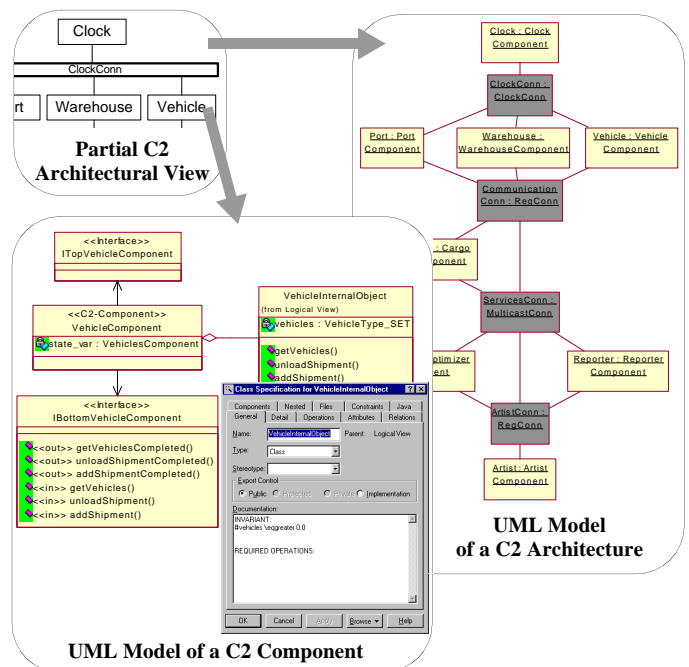 Clock
ClockConn
rt
Warehouse
Vehicle
Partial C2
Architectural View
Clock : Clock
Component
ClockConn :
ClockConn
Port : Port
Component
Warehouse :
WarehouseComponent
Vehicle : Vehicle
Component
Communication
Conn : RegConn
: Cargo
ponent
ServicesConn :
MulticastConn
ptimizer
ent
Reporter : Reporter
Component
ArtistConn :
RegConn
Artist : Artist
Component
UML Model
of a C2 Architecture
<<Interface>>
ITopVehicleComponent
<<C2-Component>>
VehicleComponent
state_var : VehiclesComponent
<<Interface>>
IBottomVehicleComponent
<<out>> getVehiclesCompleted()
<<out>> unloadShipmentCompleted()
<<out>> addShipmentCompleted()
<<in>> getVehicles()
<<in>> unloadShipment()
<<in>> addShipment()
VehicleInternalObject
(from Logical View)
vehicles : VehicleType_SET
getVehicles()
unloadShipment()
addShipment()
Class Specification for VehicleInternalObject
Components Nested Files Constraints Java
General Detail Operations Attributes Relations
Name: VehicleInternalObject Parent: Logical View
Type: Class
Stereotype:
Export Control
Public Protected Private Implementation
Documentation:
INVARIANT:
#vehicles \eqgreater 0.0
REQUIRED OPERATIONS:
OK Cancel Apply Browse Help
UML Model of a C2 Component